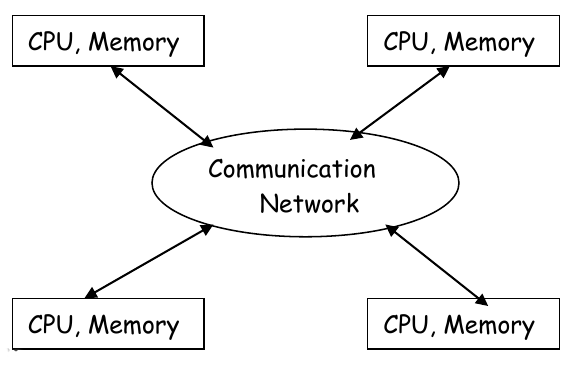 CPU, Memory
CPU, Memory
Communication
Network
CPU, Memory
CPU, Memory